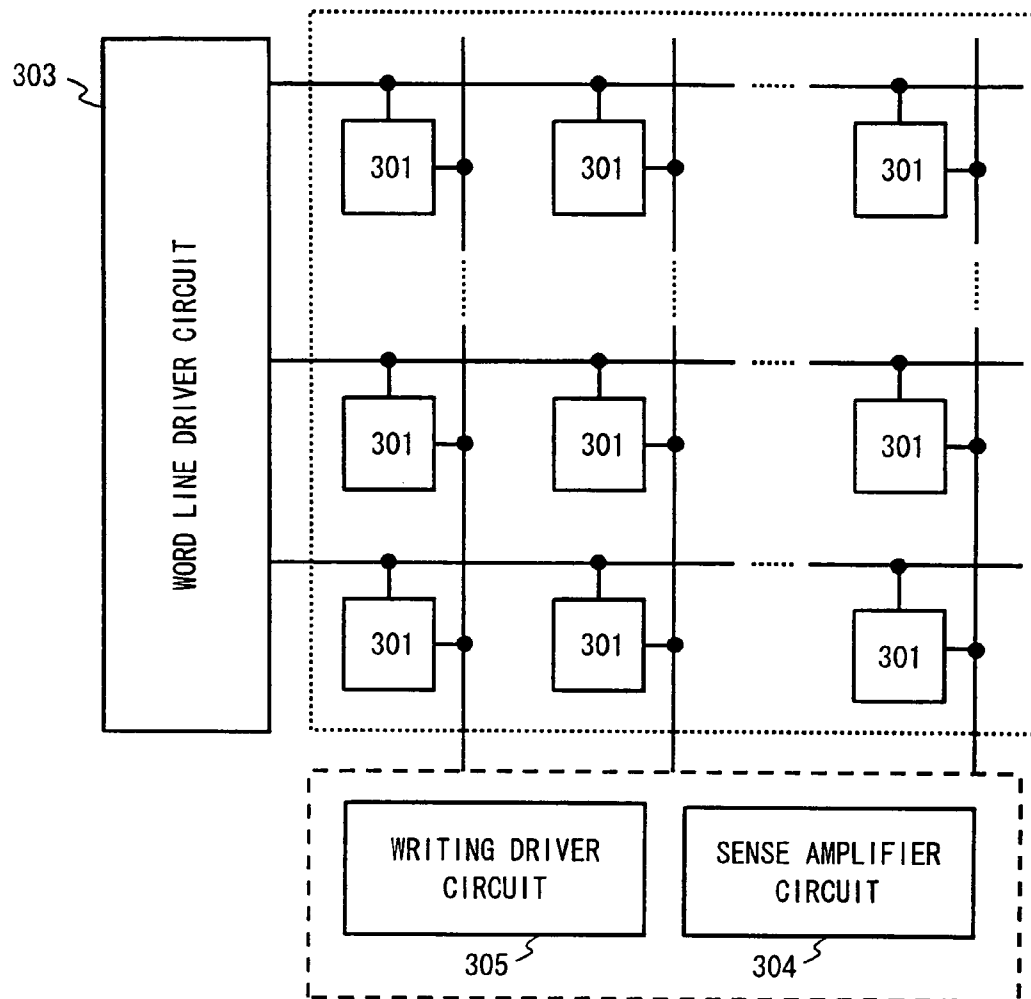 303
301 301 301
WORD LINE DRIVER CIRCUIT
301 301 301
301 301 301
WRITING DRIVER
CIRCUIT
SENSE AMPLIFIER
CIRCUIT
305
304